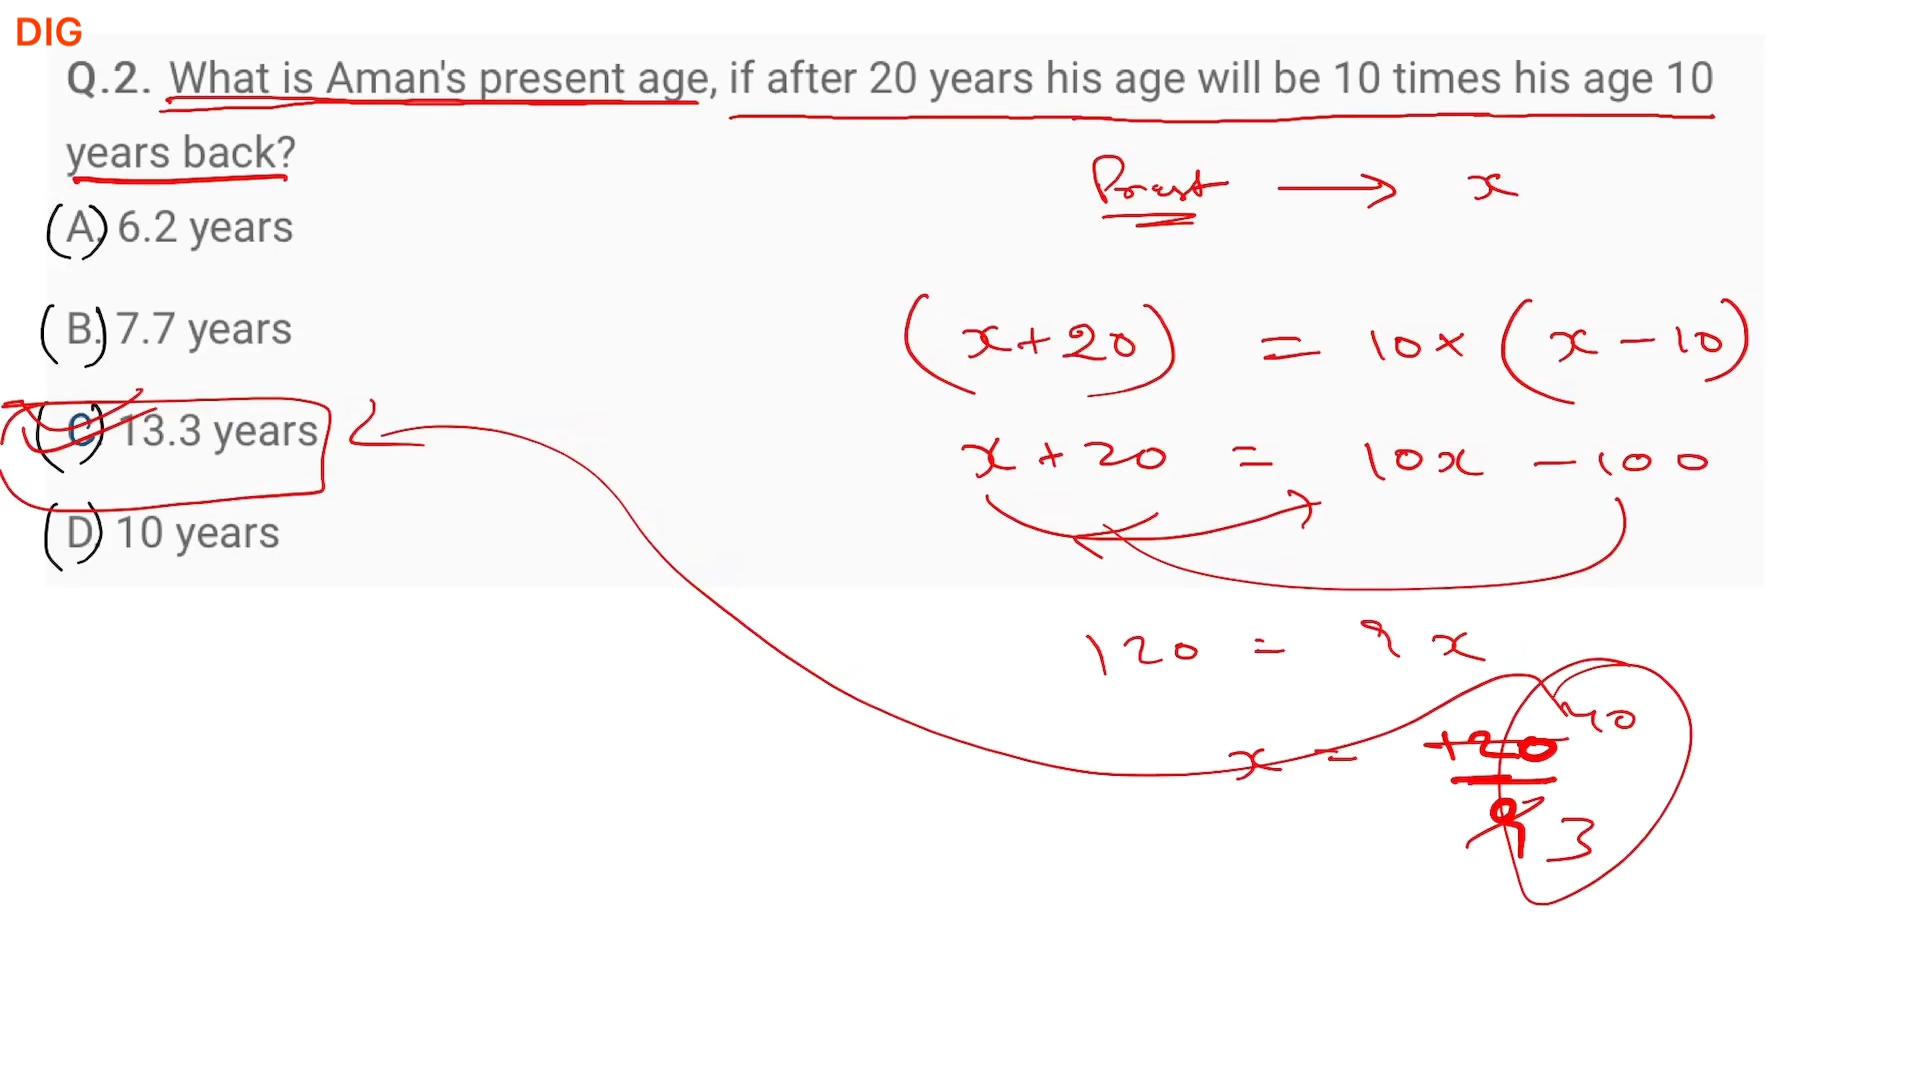 DIG
Q.2. What is Aman's present age, if after 20 years his age will be 10 times his age 10
years back?
Present → x
(A) 6.2 years
(B.) 7.7 years
(x+20) = 10× (x-10)
(C) 13.3 years
x+20 = 10x - 100
(D) 10 years
120 = 9x
40
x = 120
9 3